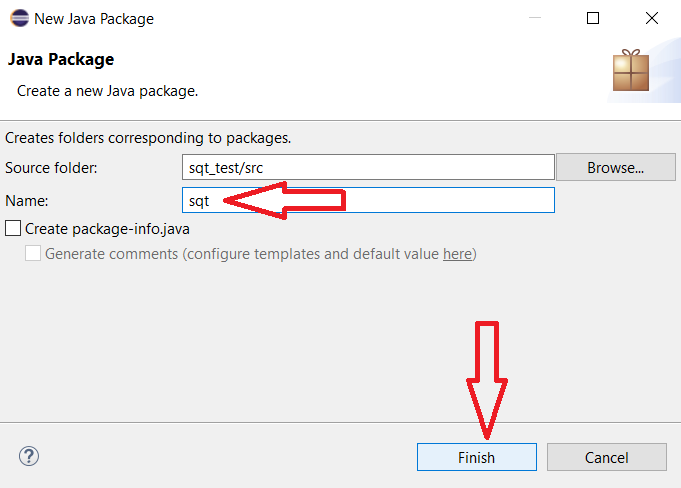 New Java Package
Java Package
Create a new Java package.
Creates folders corresponding to packages.
Source folder: sqt_test/src Browse...
Name: sqt
Create package-info.java
Generate comments (configure templates and default value here)
? Finish Cancel